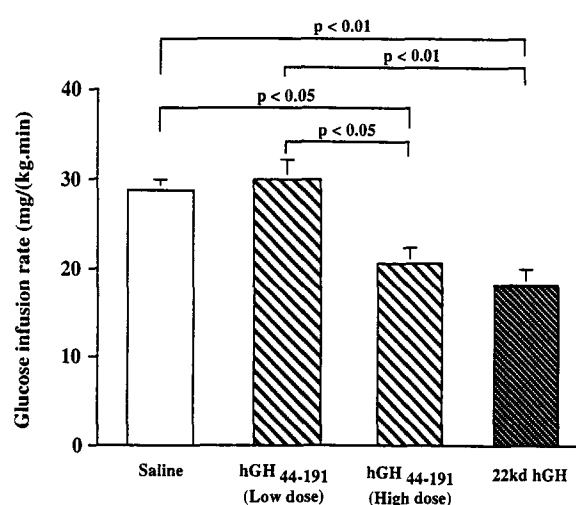 p < 0.01
p < 0.01
p < 0.05
p < 0.05
Glucose infusion rate (mg/(kg.min)
40
30
20
10
0
Saline
hGH 44-191
(Low dose)
hGH 44-191
(High dose)
22kd hGH